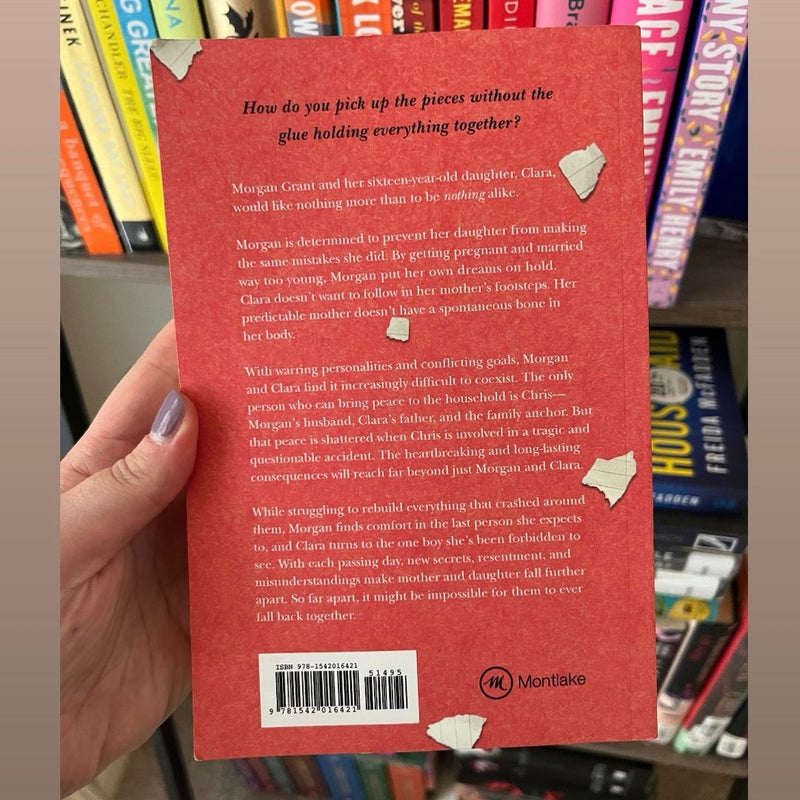 How do you pick up the pieces without the
glue holding everything together?
Morgan Grant and her sixteen-year-old daughter, Clara,
would like nothing more than to be nothing alike.
Morgan is determined to prevent her daughter from making
the same mistakes she did. By getting pregnant and married
way too young, Morgan put her own dreams on hold.
Clara doesn't want to follow in her mother's footsteps. Her
predictable mother doesn't have a spontaneous bone in
her body.
With warring personalities and conflicting goals, Morgan
and Clara find it increasingly difficult to coexist. The only
person who can bring peace to the household is Chris—
Morgan's husband, Clara's father, and the family anchor. But
that peace is shattered when Chris is involved in a tragic and
questionable accident. The heartbreaking and long-lasting
consequences will reach far beyond just Morgan and Clara.
While struggling to rebuild everything that crashed around
them, Morgan finds comfort in the last person she expects
to, and Clara turns to the one boy she's been forbidden to
see. With each passing day, new secrets, resentment, and
misunderstandings make mother and daughter fall further
apart. So far apart, it might be impossible for them to ever
fall back together.
ISBN 978-1542016421
51495
9 781542 016421
Montlake
NY STORY EMILY HENRY
FREIDA McFADDEN
CHANDLER THE BIG SLEEP
a banquet of